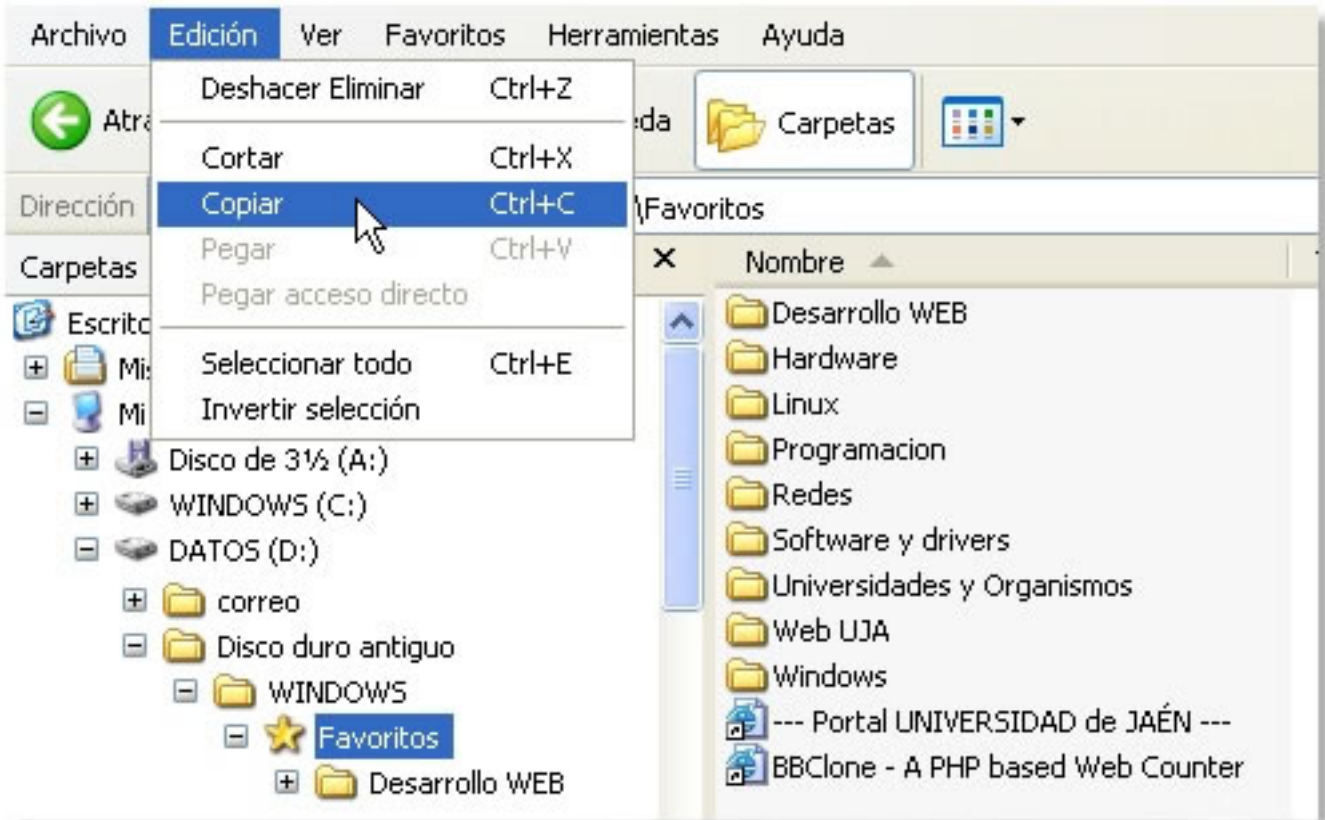 Archivo Edición Ver Favoritos Herramientas Ayuda
Deshacer Eliminar Ctrl+Z
Carpetas
Cortar Ctrl+X
Copiar Ctrl+C
Pegar Ctrl+V
Pegar acceso directo
Seleccionar todo Ctrl+E
Invertir selección
Dirección \Favoritos
Carpetas
Mi
Disco de 3½ (A:)
WINDOWS (C:)
DATOS (D:)
correo
Disco duro antiguo
WINDOWS
Favoritos
Desarrollo WEB
Nombre
Desarrollo WEB
Hardware
Linux
Programacion
Redes
Software y drivers
Universidades y Organismos
Web UJA
Windows
--- Portal UNIVERSIDAD de JAÉN ---
BBClone - A PHP based Web Counter